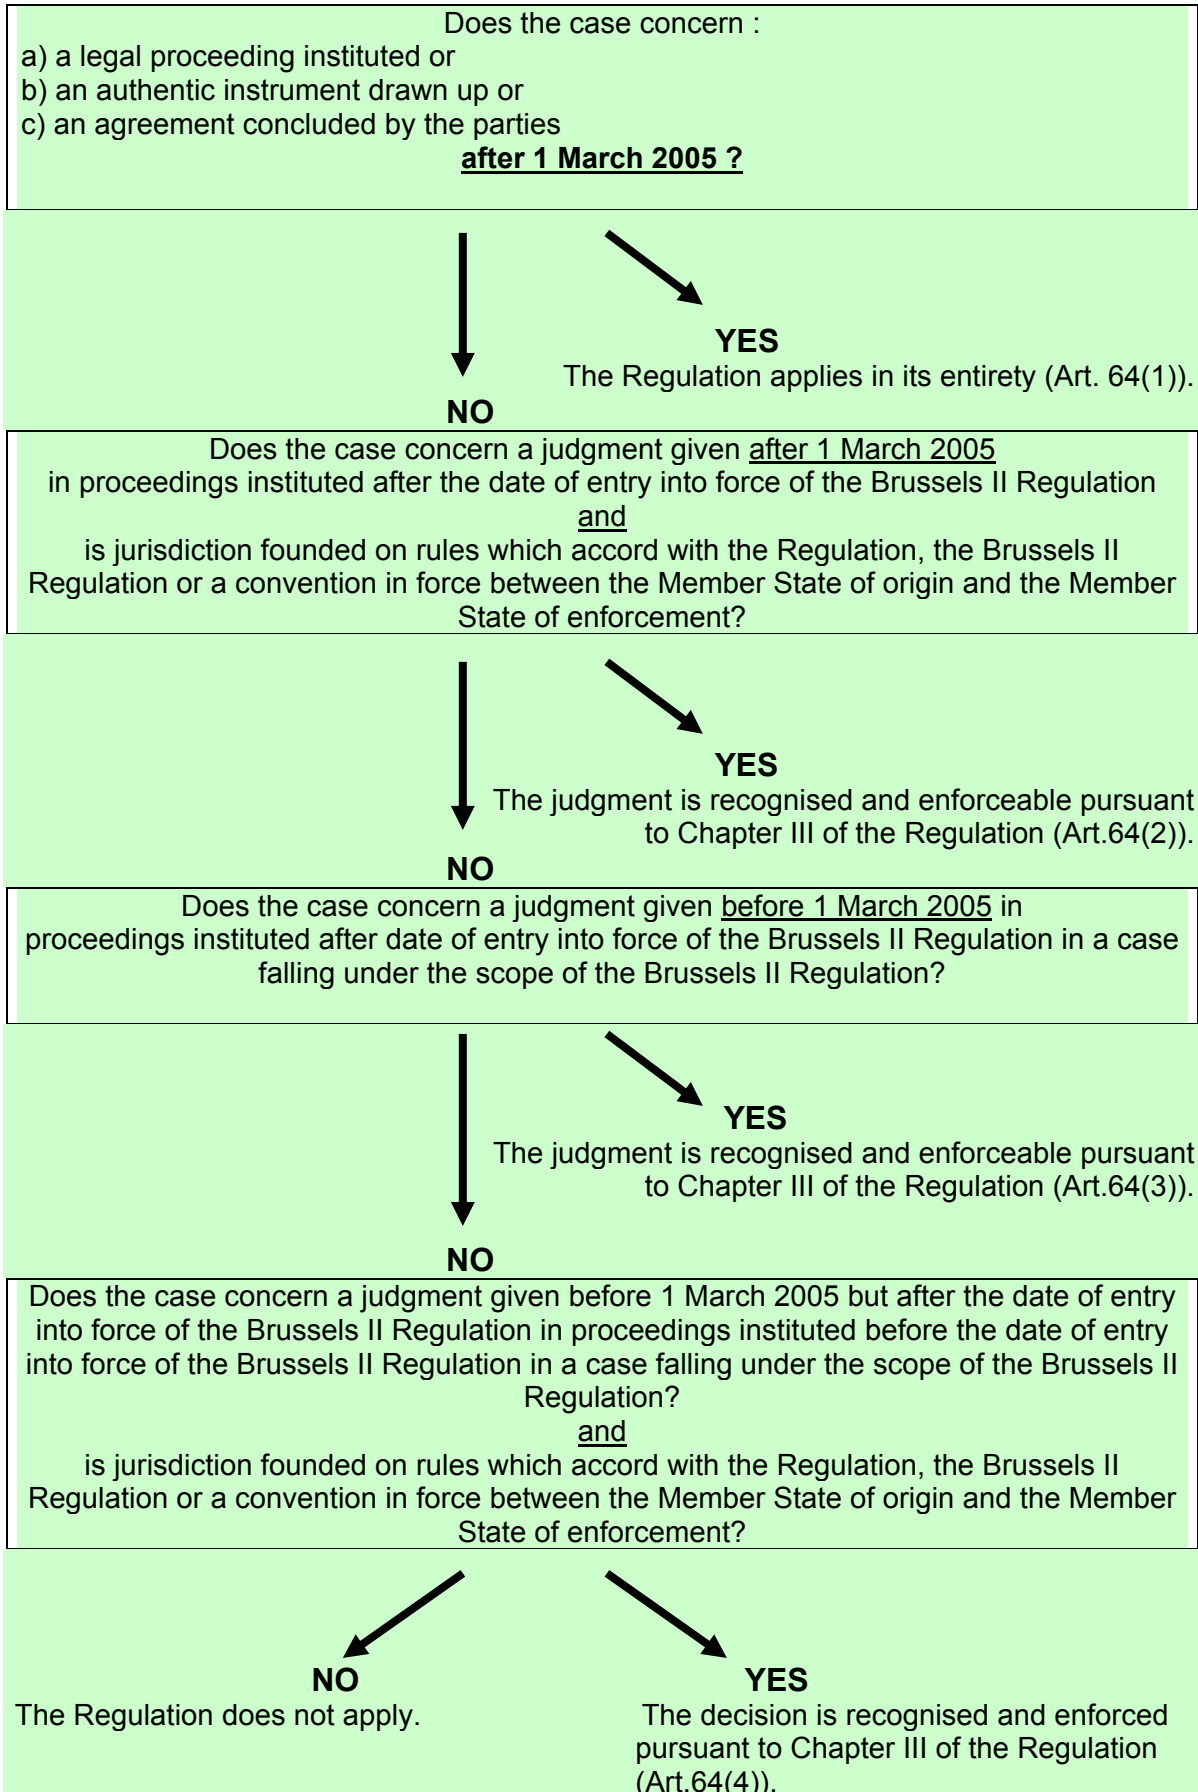 Does the case concern :
a) a legal proceeding instituted or
b) an authentic instrument drawn up or
c) an agreement concluded by the parties
after 1 March 2005 ?
YES
The Regulation applies in its entirety (Art. 64(1)).
NO
Does the case concern a judgment given after 1 March 2005
in proceedings instituted after the date of entry into force of the Brussels II Regulation
and
is jurisdiction founded on rules which accord with the Regulation, the Brussels II
Regulation or a convention in force between the Member State of origin and the Member
State of enforcement?
YES
The judgment is recognised and enforceable pursuant
to Chapter III of the Regulation (Art.64(2)).
NO
Does the case concern a judgment given before 1 March 2005 in
proceedings instituted after date of entry into force of the Brussels II Regulation in a case
falling under the scope of the Brussels II Regulation?
YES
The judgment is recognised and enforceable pursuant
to Chapter III of the Regulation (Art.64(3)).
NO
Does the case concern a judgment given before 1 March 2005 but after the date of entry
into force of the Brussels II Regulation in proceedings instituted before the date of entry
into force of the Brussels II Regulation in a case falling under the scope of the Brussels II
Regulation?
and
is jurisdiction founded on rules which accord with the Regulation, the Brussels II
Regulation or a convention in force between the Member State of origin and the Member
State of enforcement?
NO
The Regulation does not apply.
YES
The decision is recognised and enforced
pursuant to Chapter III of the Regulation
(Art.64(4)).